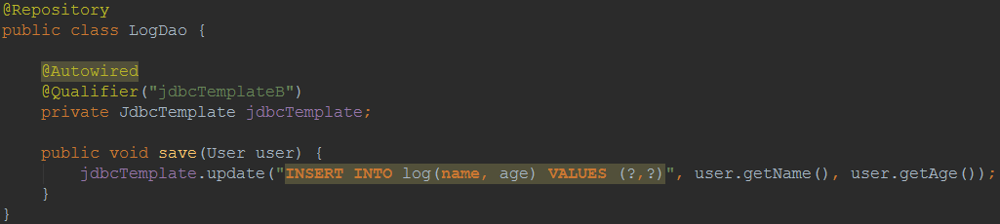 @Repository
public class LogDao {
@Autowired
@Qualifier("jdbcTemplateB")
private JdbcTemplate jdbcTemplate;
public void save(User user) {
jdbcTemplate.update("INSERT INTO log(name, age) VALUES (?,?)", user.getName(), user.getAge());
}
}